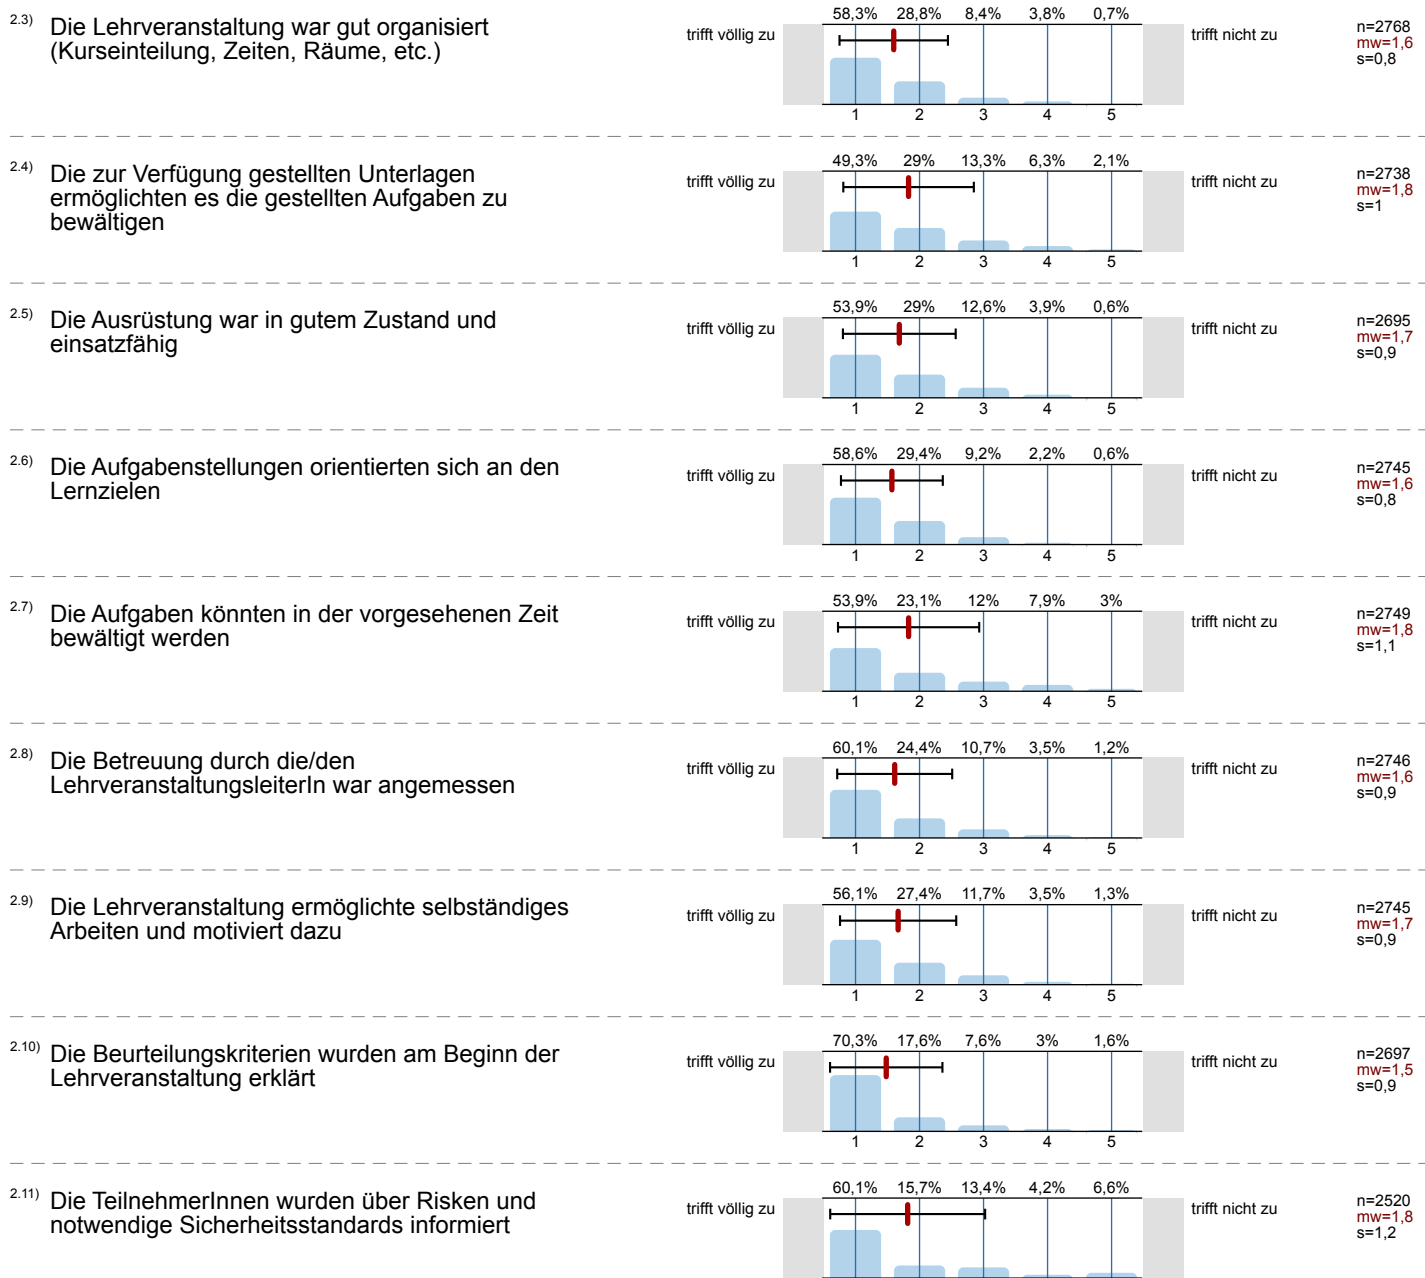 2.3) Die Lehrveranstaltung war gut organisiert
(Kurseinteilung, Zeiten, Räume, etc.)
trifft völlig zu
58,3% 28,8% 8,4% 3,8% 0,7%
1 2 3 4 5
trifft nicht zu
n=2768
mw=1,6
s=0,8
2.4) Die zur Verfügung gestellten Unterlagen
ermöglichten es die gestellten Aufgaben zu
bewältigen
trifft völlig zu
49,3% 29% 13,3% 6,3% 2,1%
1 2 3 4 5
trifft nicht zu
n=2738
mw=1,8
s=1
2.5) Die Ausrüstung war in gutem Zustand und
einsatzfähig
trifft völlig zu
53,9% 29% 12,6% 3,9% 0,6%
1 2 3 4 5
trifft nicht zu
n=2695
mw=1,7
s=0,9
2.6) Die Aufgabenstellungen orientierten sich an den
Lernzielen
trifft völlig zu
58,6% 29,4% 9,2% 2,2% 0,6%
1 2 3 4 5
trifft nicht zu
n=2745
mw=1,6
s=0,8
2.7) Die Aufgaben könnten in der vorgesehenen Zeit
bewältigt werden
trifft völlig zu
53,9% 23,1% 12% 7,9% 3%
1 2 3 4 5
trifft nicht zu
n=2749
mw=1,8
s=1,1
2.8) Die Betreuung durch die/den
LehrveranstaltungsleiterIn war angemessen
trifft völlig zu
60,1% 24,4% 10,7% 3,5% 1,2%
1 2 3 4 5
trifft nicht zu
n=2746
mw=1,6
s=0,9
2.9) Die Lehrveranstaltung ermöglichte selbständiges
Arbeiten und motiviert dazu
trifft völlig zu
56,1% 27,4% 11,7% 3,5% 1,3%
1 2 3 4 5
trifft nicht zu
n=2745
mw=1,7
s=0,9
2.10) Die Beurteilungskriterien wurden am Beginn der
Lehrveranstaltung erklärt
trifft völlig zu
70,3% 17,6% 7,6% 3% 1,6%
1 2 3 4 5
trifft nicht zu
n=2697
mw=1,5
s=0,9
2.11) Die TeilnehmerInnen wurden über Risken und
notwendige Sicherheitsstandards informiert
trifft völlig zu
60,1% 15,7% 13,4% 4,2% 6,6%
trifft nicht zu
n=2520
mw=1,8
s=1,2